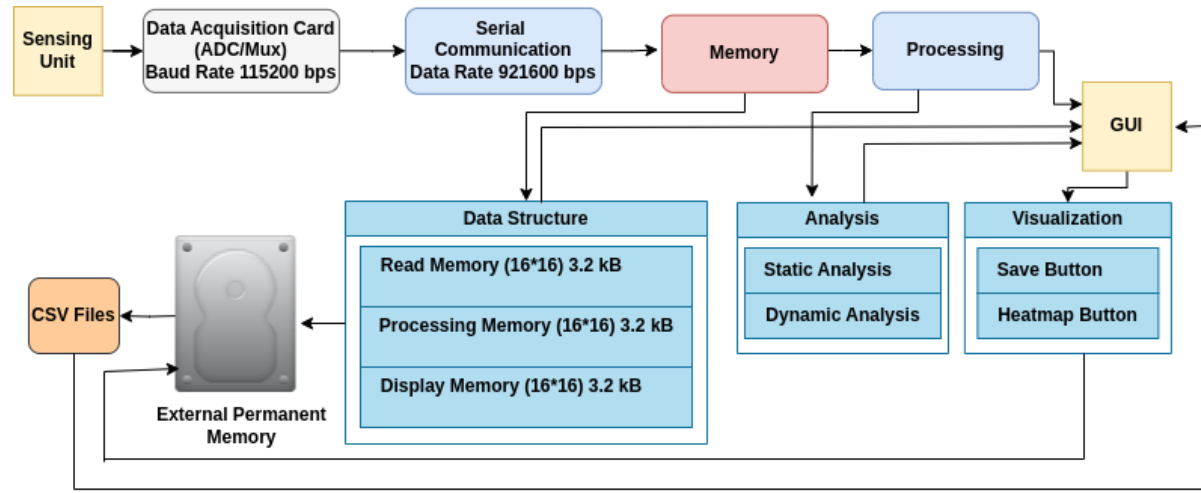 Sensing
Unit
Data Acquisition Card
(ADC/Mux)
Baud Rate 115200 bps
Serial
Communication
Data Rate 921600 bps
Memory
Processing
GUI
Data Structure
Read Memory (16*16) 3.2 kB
Processing Memory (16*16) 3.2 kB
Display Memory (16*16) 3.2 kB
Analysis
Static Analysis
Dynamic Analysis
Visualization
Save Button
Heatmap Button
CSV Files
External Permanent
Memory